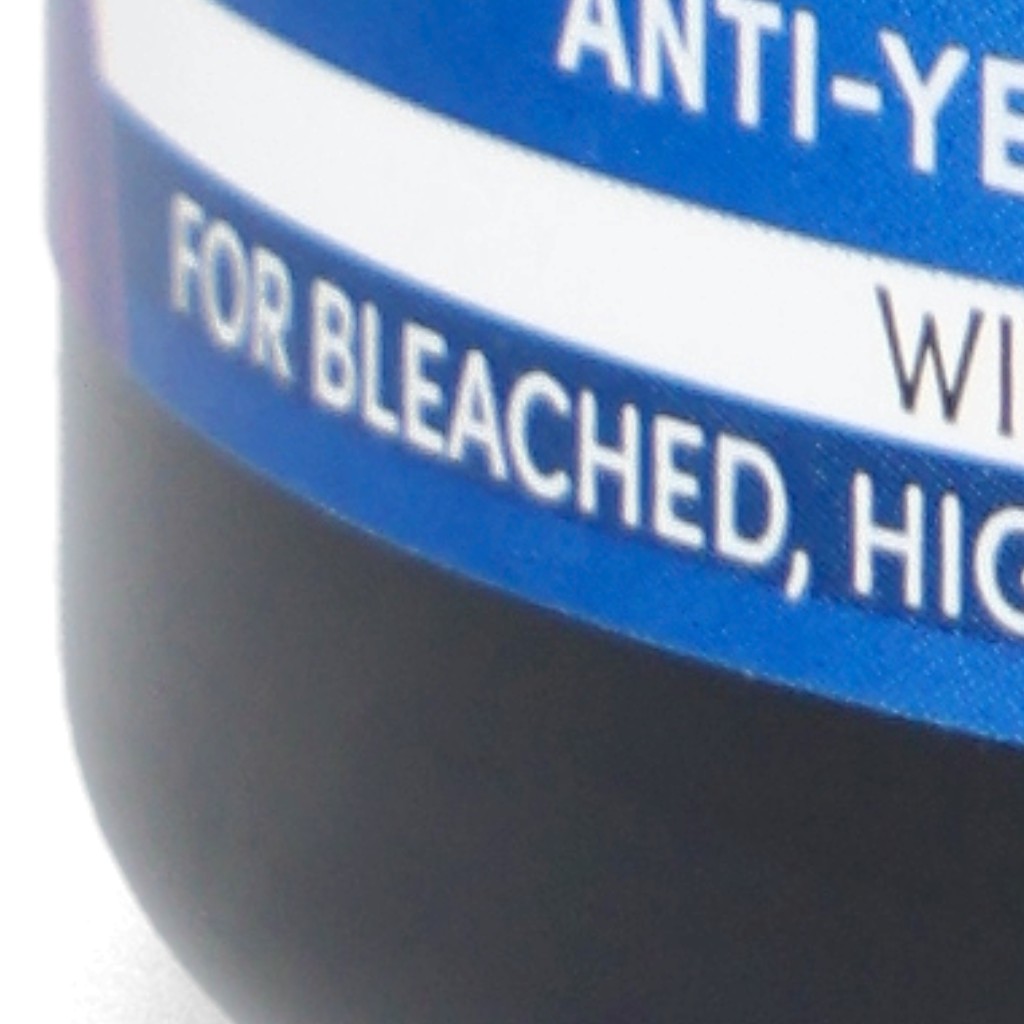 ANTI-YE
WI
FOR BLEACHED, HIG